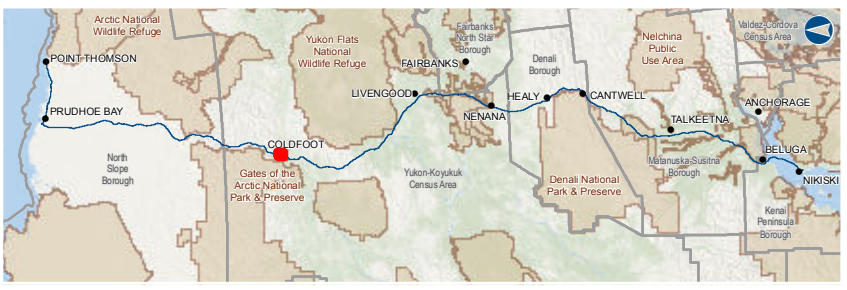 Arctic National
Wildlife Refuge
POINT THOMSON
PRUDHOE BAY
North
Slope
Borough
COLDFOOT
Gates of the
Arctic National
Park & Preserve
Yukon Flats
National
Wildlife Refuge
Fairbanks
North Star
Borough
FAIRBANKS
LIVENGOOD
NENANA
Yukon-Koyukuk
Census Area
Denali
Borough
HEALY
CANTWELL
Denali National
Park & Preserve
Nelchina
Public
Use Area
TALKEETNA
Matanuska-Susitna
Borough
Valdez-Cordova
Census Area
ANCHORAGE
BELUGA
NIKISKI
Kenai
Peninsula
Borough